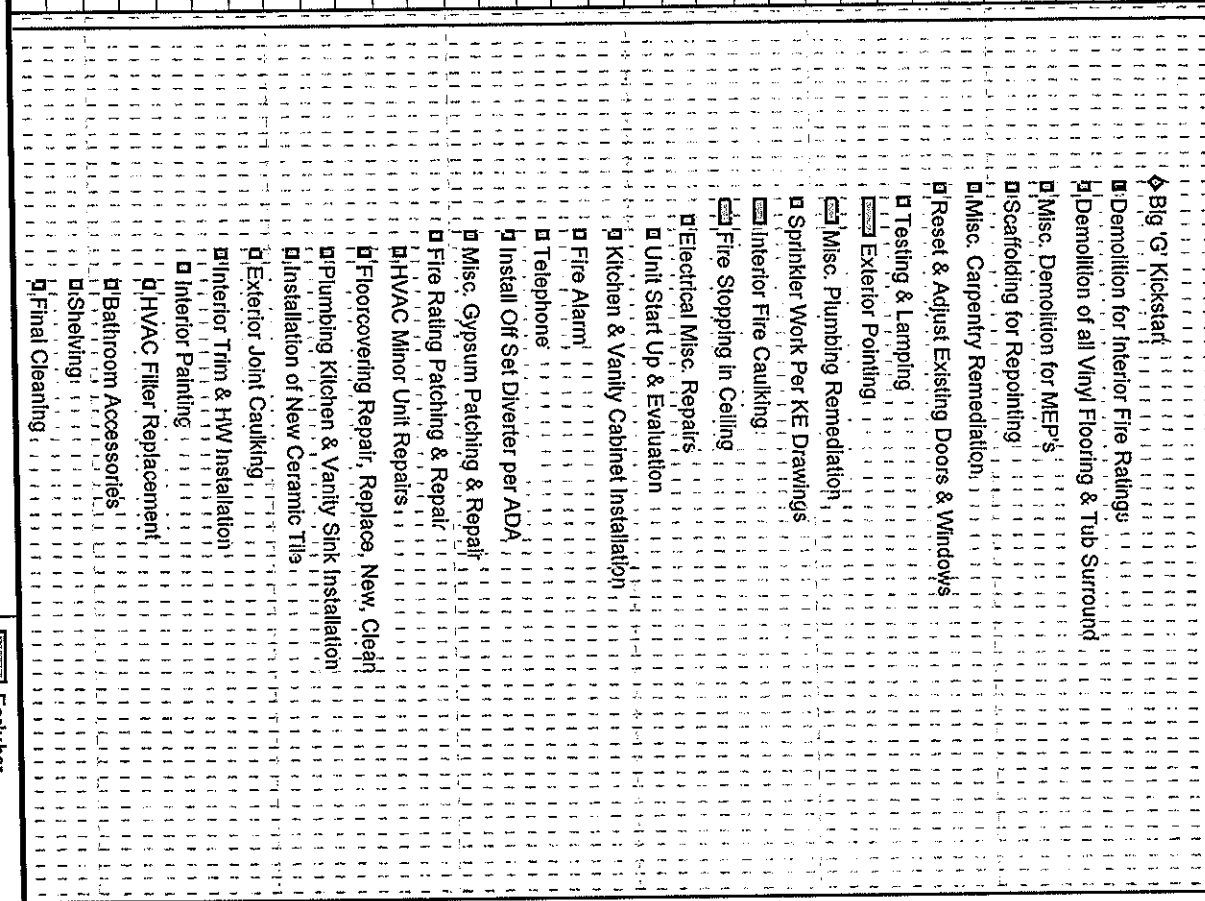 Big 'G' Kickstart
Demolition for Interior Fire Ratings
Demolition of all Vinyl Flooring & Tub Surround
Misc. Demolition for MEP's
Scaffolding for Repointing
Misc. Carpentry Remediation
Reset & Adjust Existing Doors & Windows
Testing & Lamping
Exterior Pointing
Misc. Plumbing Remediation
Sprinkler Work Per KE Drawings
Interior Fire Caulking
Fire Stopping in Ceiling
Electrical Misc. Repairs
Unit Start Up & Evaluation
Kitchen & Vanity Cabinet Installation
Fire Alarm
Telephone
Install Off Set Diverter per ADA
Misc. Gypsum Patching & Repair
Fire Rating Patching & Repair
HVAC Minor Unit Repairs
Floorcovering Repair, Replace, New, Clean
Plumbing Kitchen & Vanity Sink Installation
Installation of New Ceramic Tile
Exterior Joint Caulking
Interior Trim & HW Installation
Interior Painting
HVAC Filter Replacement
Bathroom Accessories
Shelving
Final Cleaning